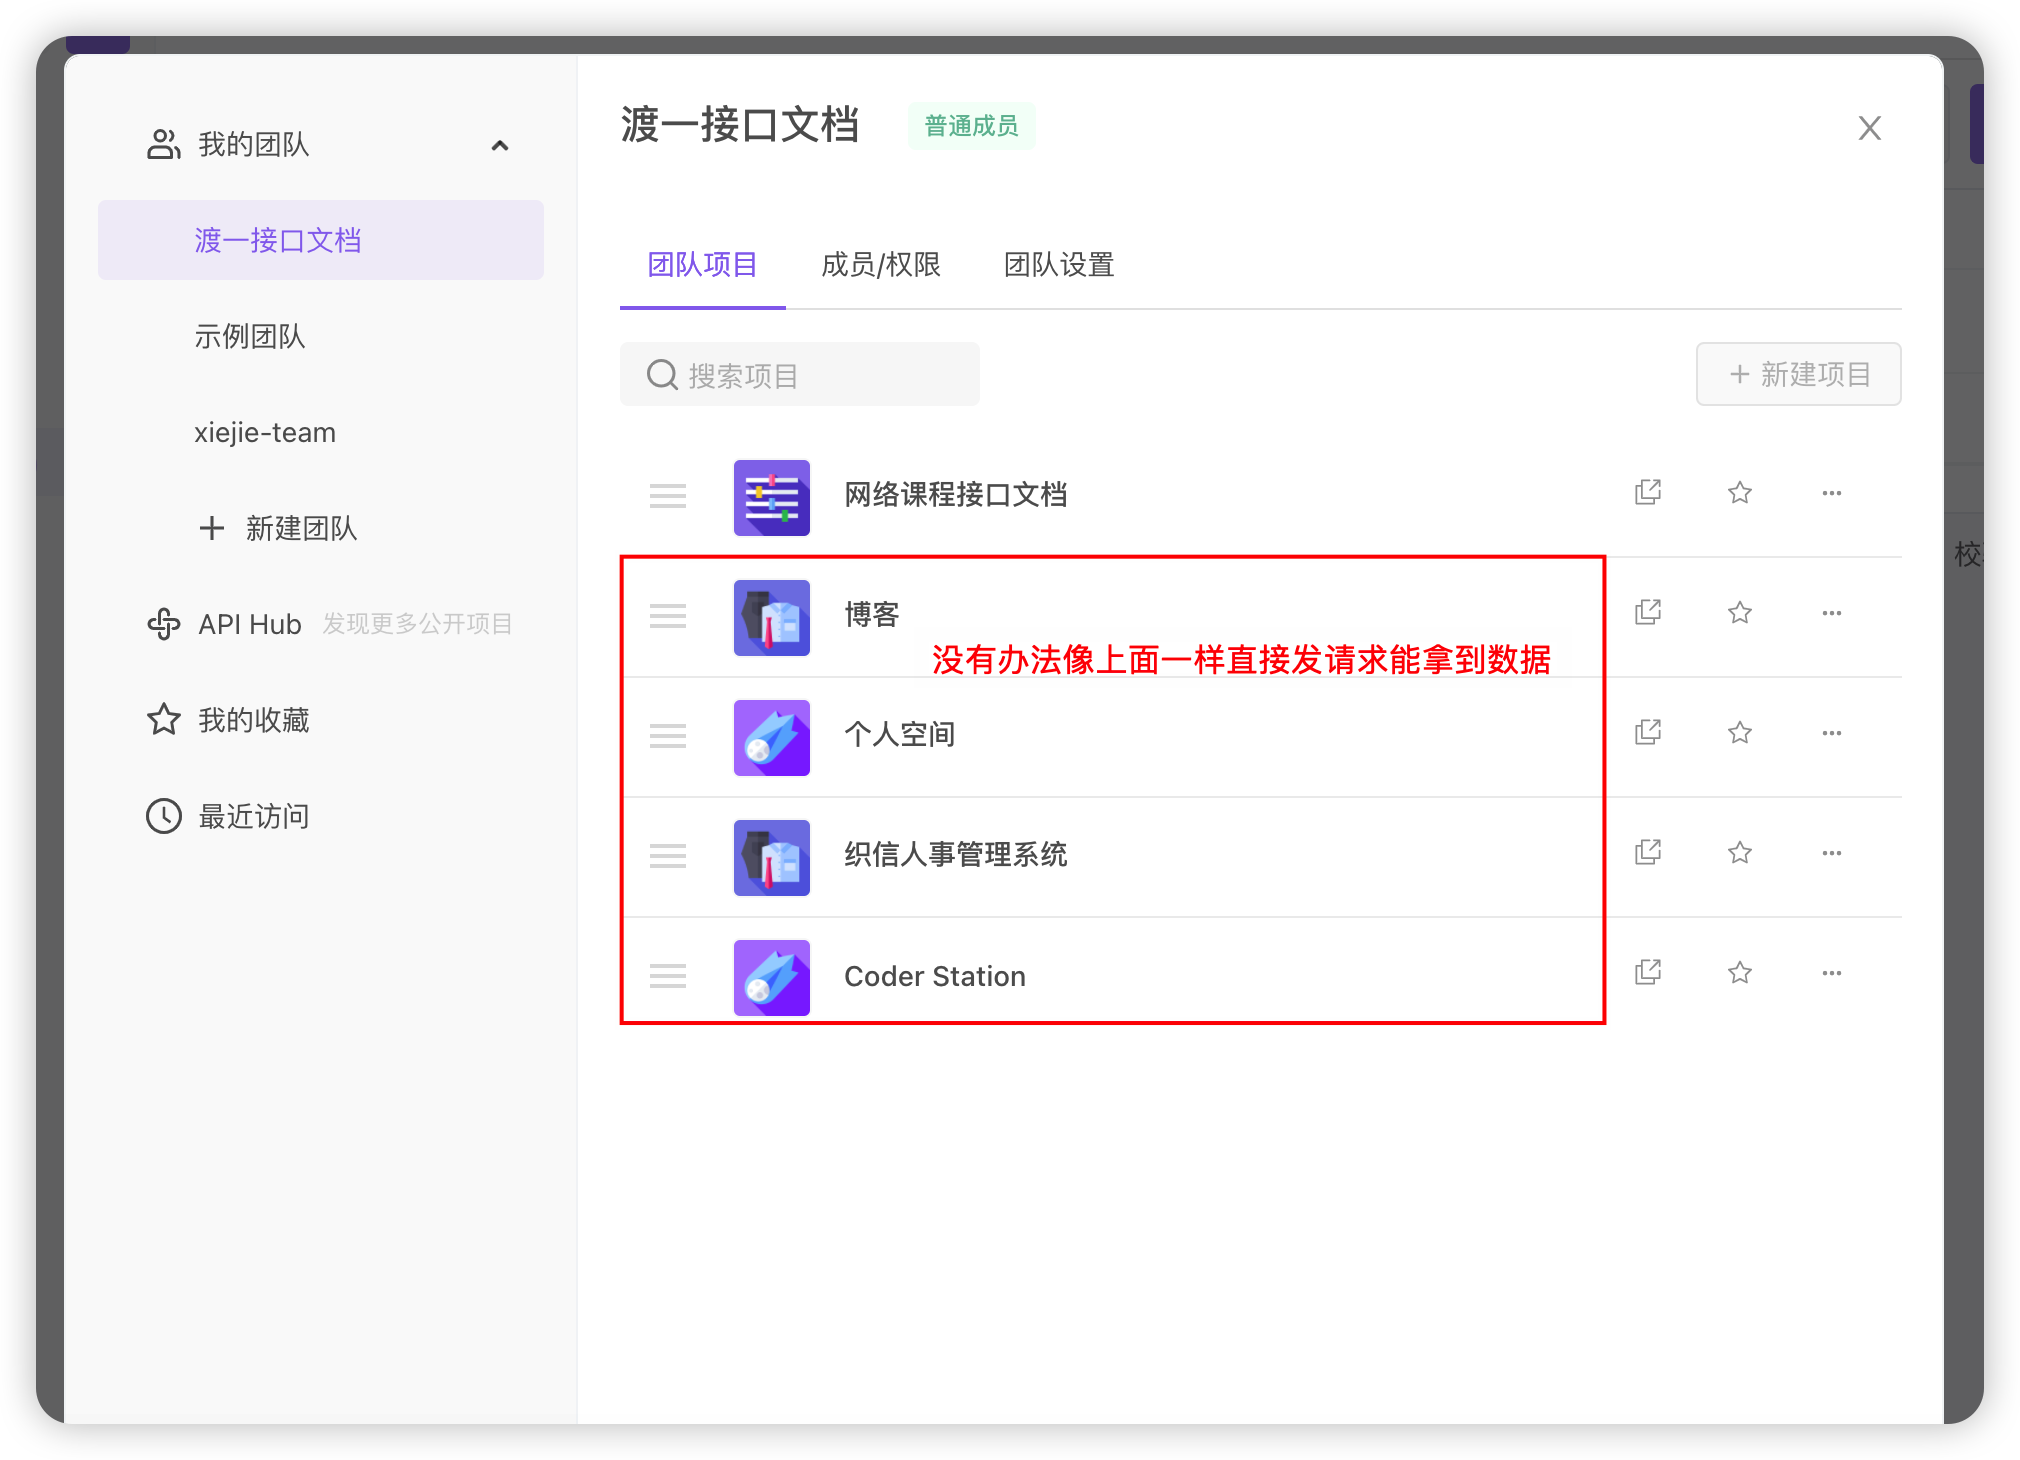 我的团队
渡一接口文档
示例团队
xiejie-team
+ 新建团队
API Hub 发现更多公开项目
我的收藏
最近访问
渡一接口文档 普通成员
团队项目 成员/权限 团队设置
搜索项目
+ 新建项目
网络课程接口文档
博客
没有办法像上面一样直接发请求能拿到数据
个人空间
织信人事管理系统
Coder Station
校